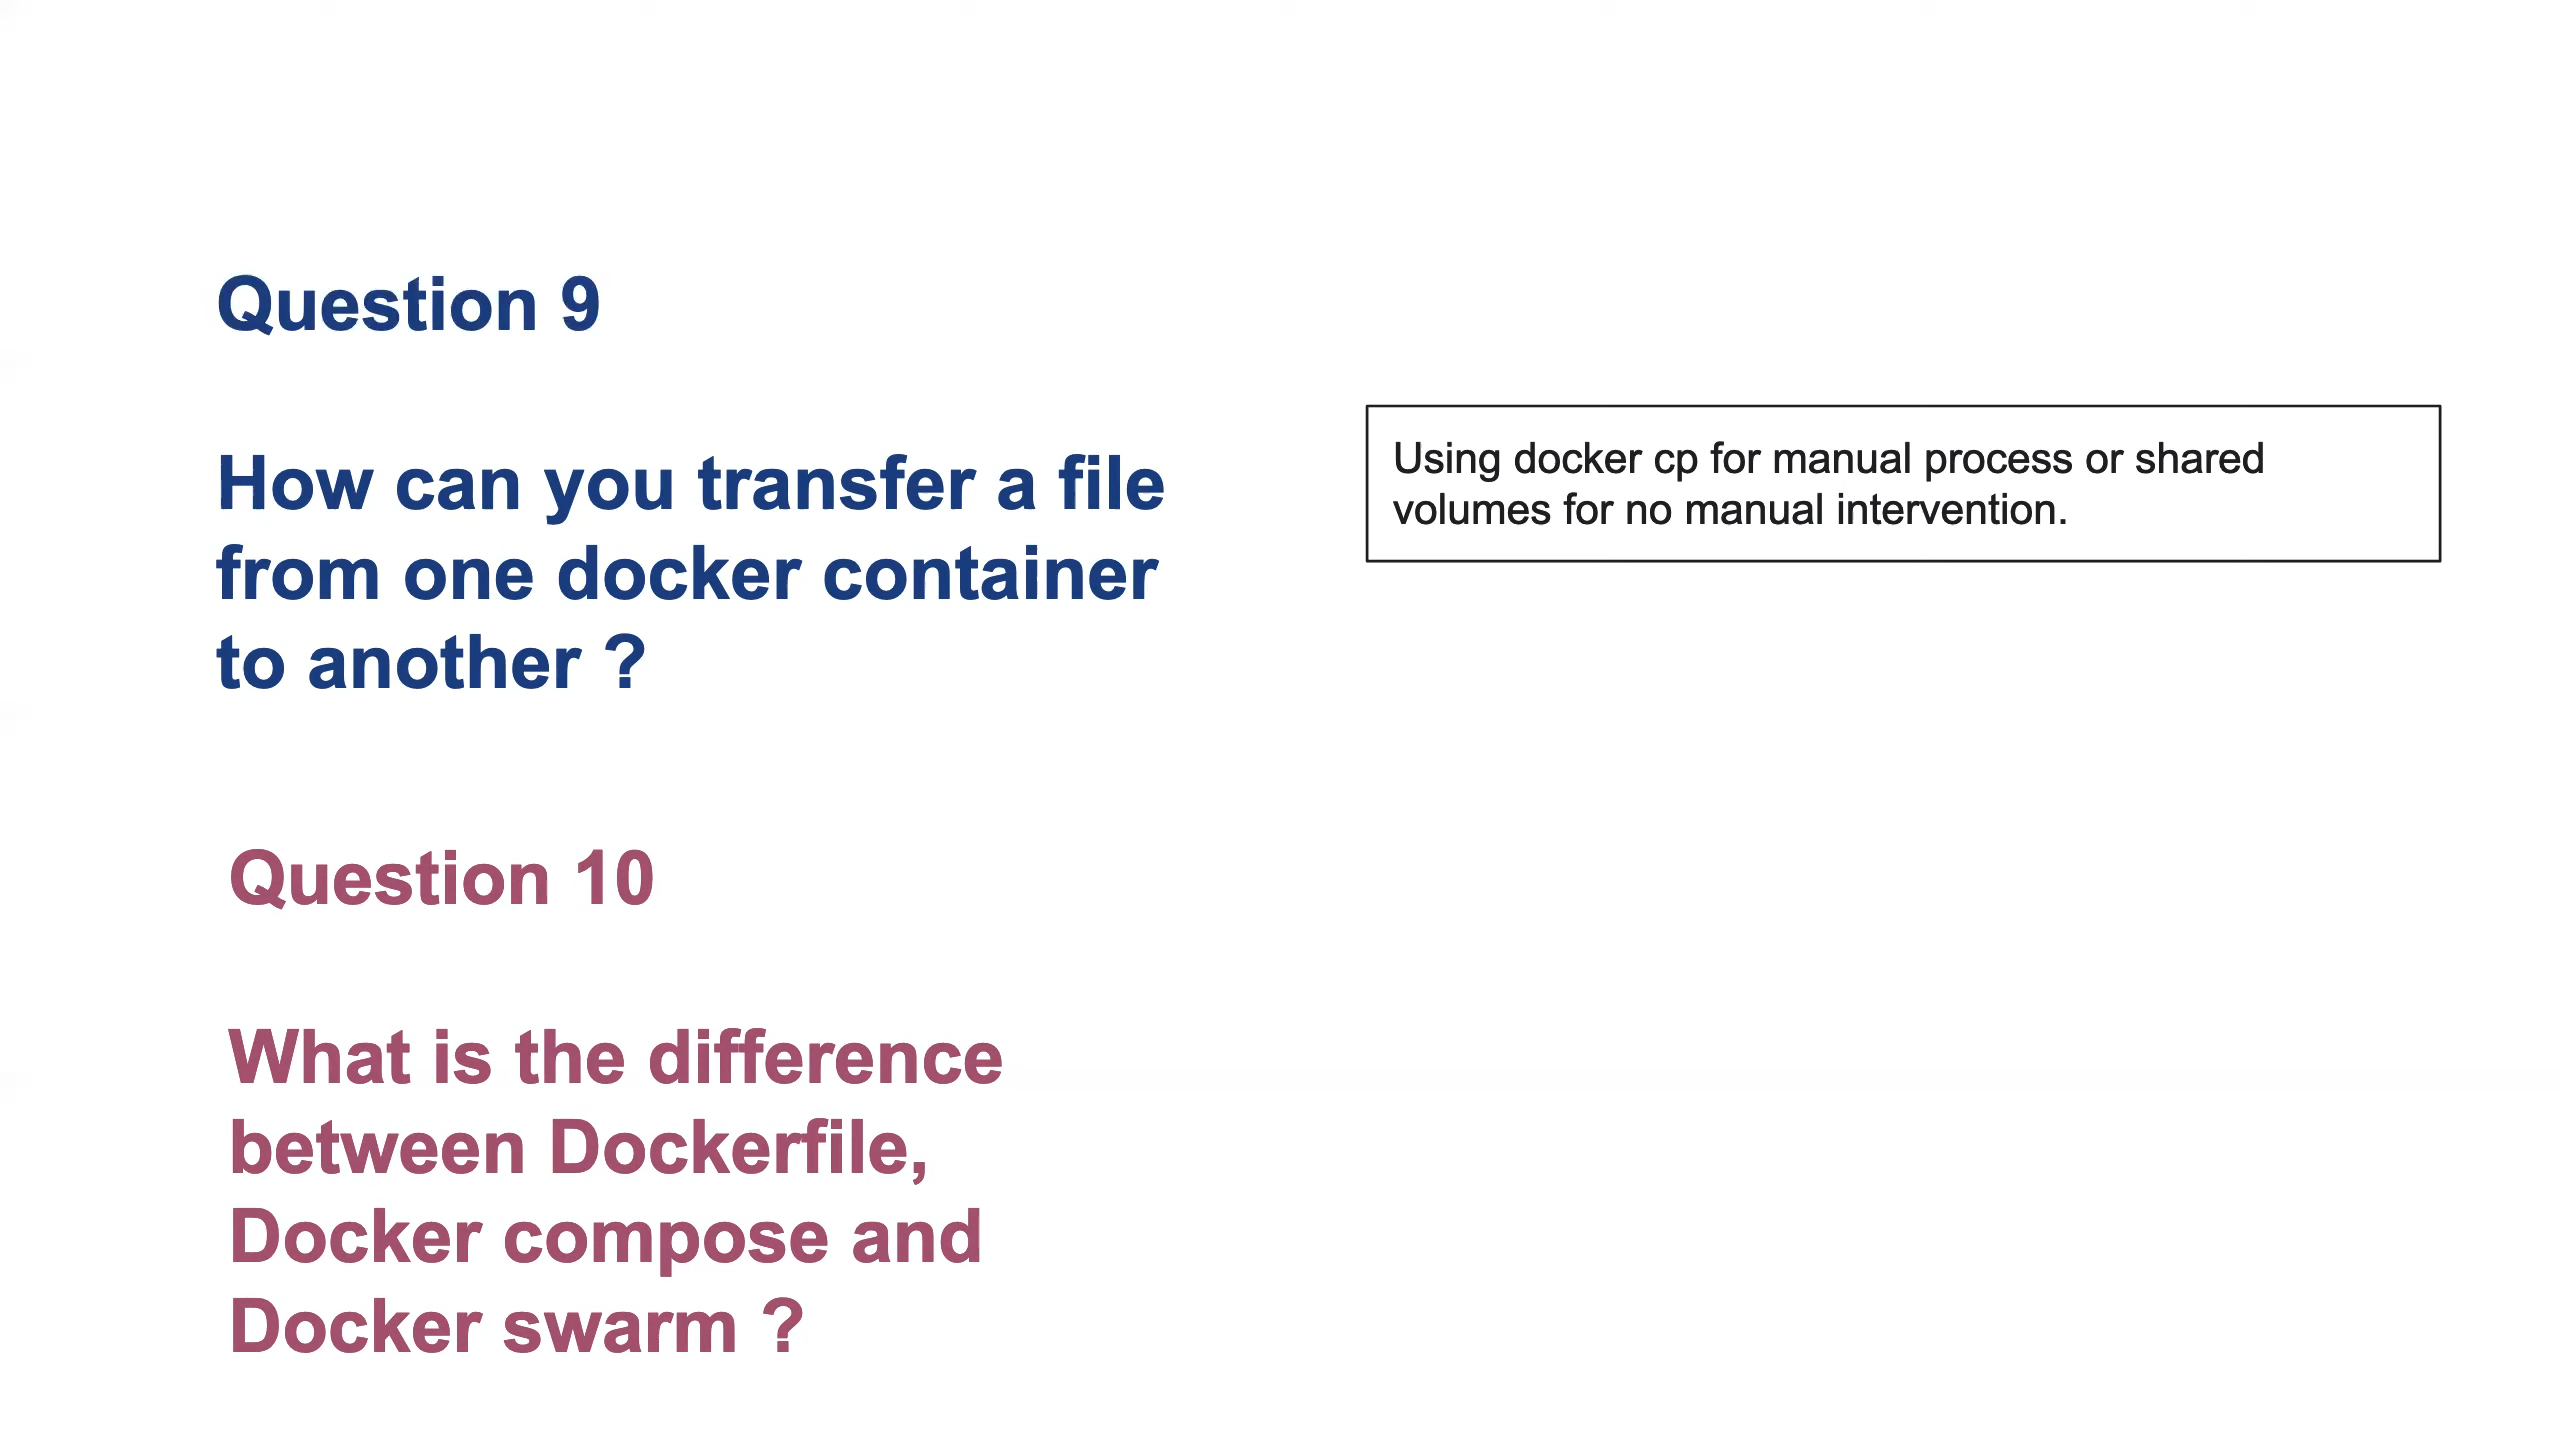 Question 9
How can you transfer a file
from one docker container
to another ?
Using docker cp for manual process or shared
volumes for no manual intervention.
Question 10
What is the difference
between Dockerfile,
Docker compose and
Docker swarm ?